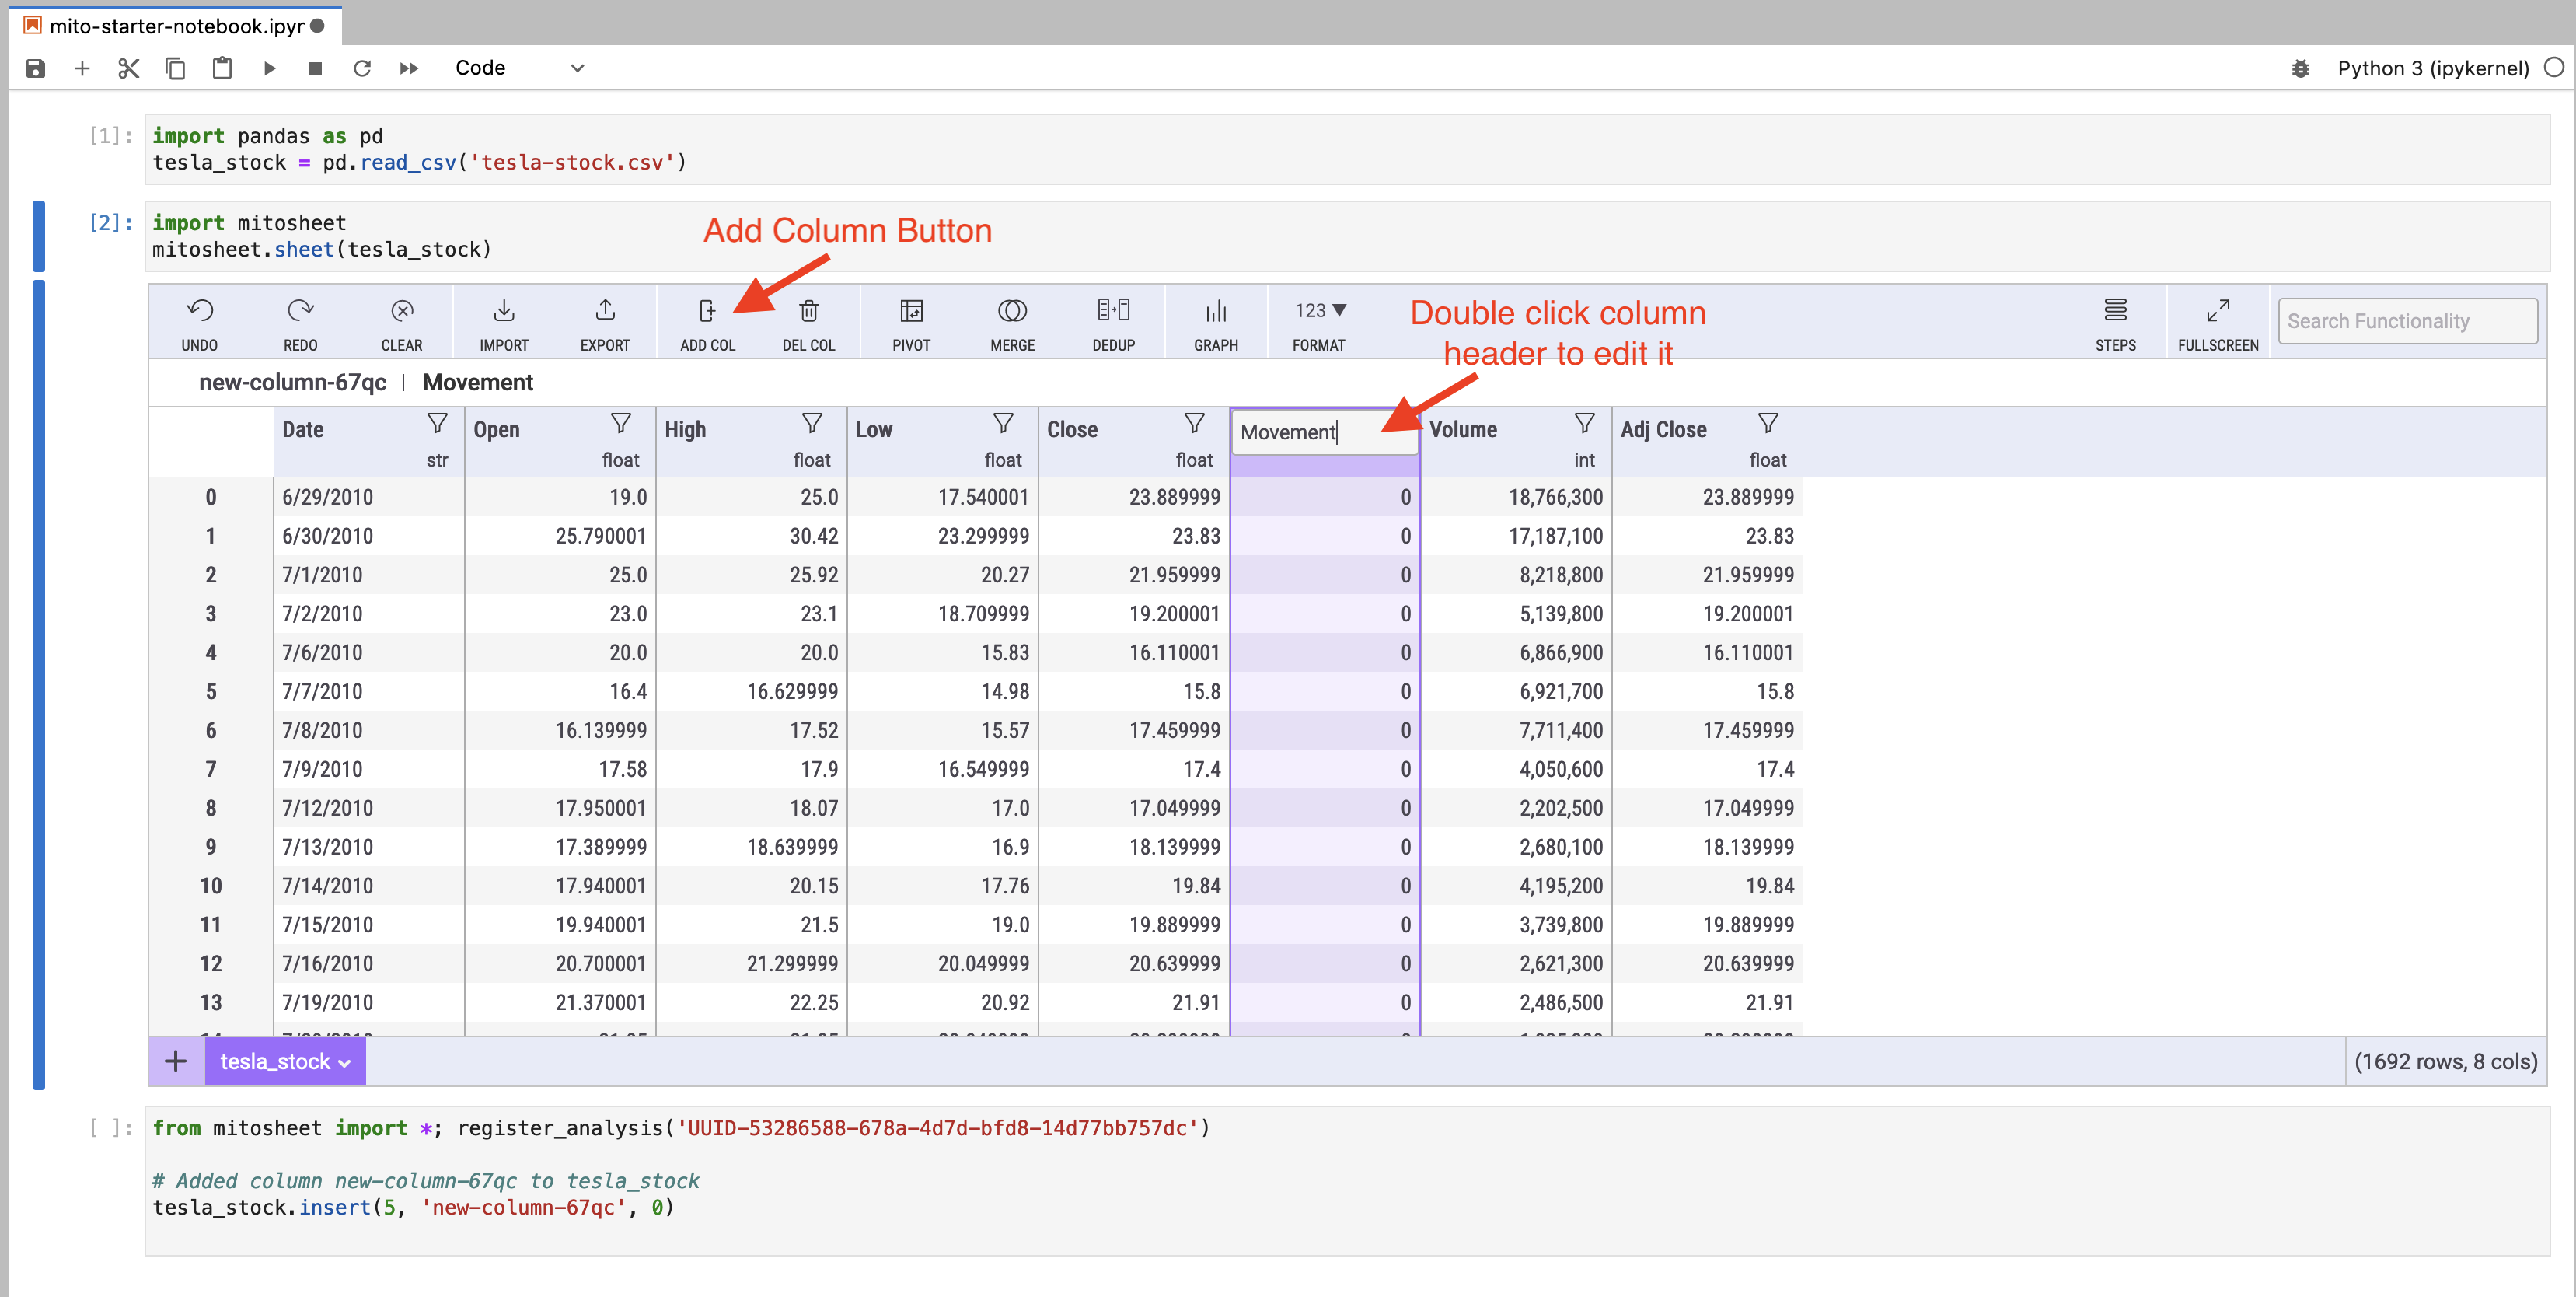 mito-starter-notebook.ipyr
Code
Python 3 (ipykernel)
[1]: import pandas as pd
tesla_stock = pd.read_csv('tesla-stock.csv')
[2]: import mitosheet
mitosheet.sheet(tesla_stock)
Add Column Button
Double click column
header to edit it
123
UNDO REDO CLEAR IMPORT EXPORT ADD COL DEL COL PIVOT MERGE DEDUP GRAPH FORMAT STEPS FULLSCREEN Search Functionality
new-column-67qc | Movement
Date Open High Low Close Movement Volume Adj Close
str float float float float int float
0 6/29/2010 19.0 25.0 17.540001 23.889999 0 18,766,300 23.889999
1 6/30/2010 25.790001 30.42 23.299999 23.83 0 17,187,100 23.83
2 7/1/2010 25.0 25.92 20.27 21.959999 0 8,218,800 21.959999
3 7/2/2010 23.0 23.1 18.709999 19.200001 0 5,139,800 19.200001
4 7/6/2010 20.0 20.0 15.83 16.110001 0 6,866,900 16.110001
5 7/7/2010 16.4 16.629999 14.98 15.8 0 6,921,700 15.8
6 7/8/2010 16.139999 17.52 15.57 17.459999 0 7,711,400 17.459999
7 7/9/2010 17.58 17.9 16.549999 17.4 0 4,050,600 17.4
8 7/12/2010 17.950001 18.07 17.0 17.049999 0 2,202,500 17.049999
9 7/13/2010 17.389999 18.639999 16.9 18.139999 0 2,680,100 18.139999
10 7/14/2010 17.940001 20.15 17.76 19.84 0 4,195,200 19.84
11 7/15/2010 19.940001 21.5 19.0 19.889999 0 3,739,800 19.889999
12 7/16/2010 20.700001 21.299999 20.049999 20.639999 0 2,621,300 20.639999
13 7/19/2010 21.370001 22.25 20.92 21.91 0 2,486,500 21.91
+ tesla_stock (1692 rows, 8 cols)
[ ]: from mitosheet import *; register_analysis('UUID-53286588-678a-4d7d-bfd8-14d77bb757dc')
# Added column new-column-67qc to tesla_stock
tesla_stock.insert(5, 'new-column-67qc', 0)